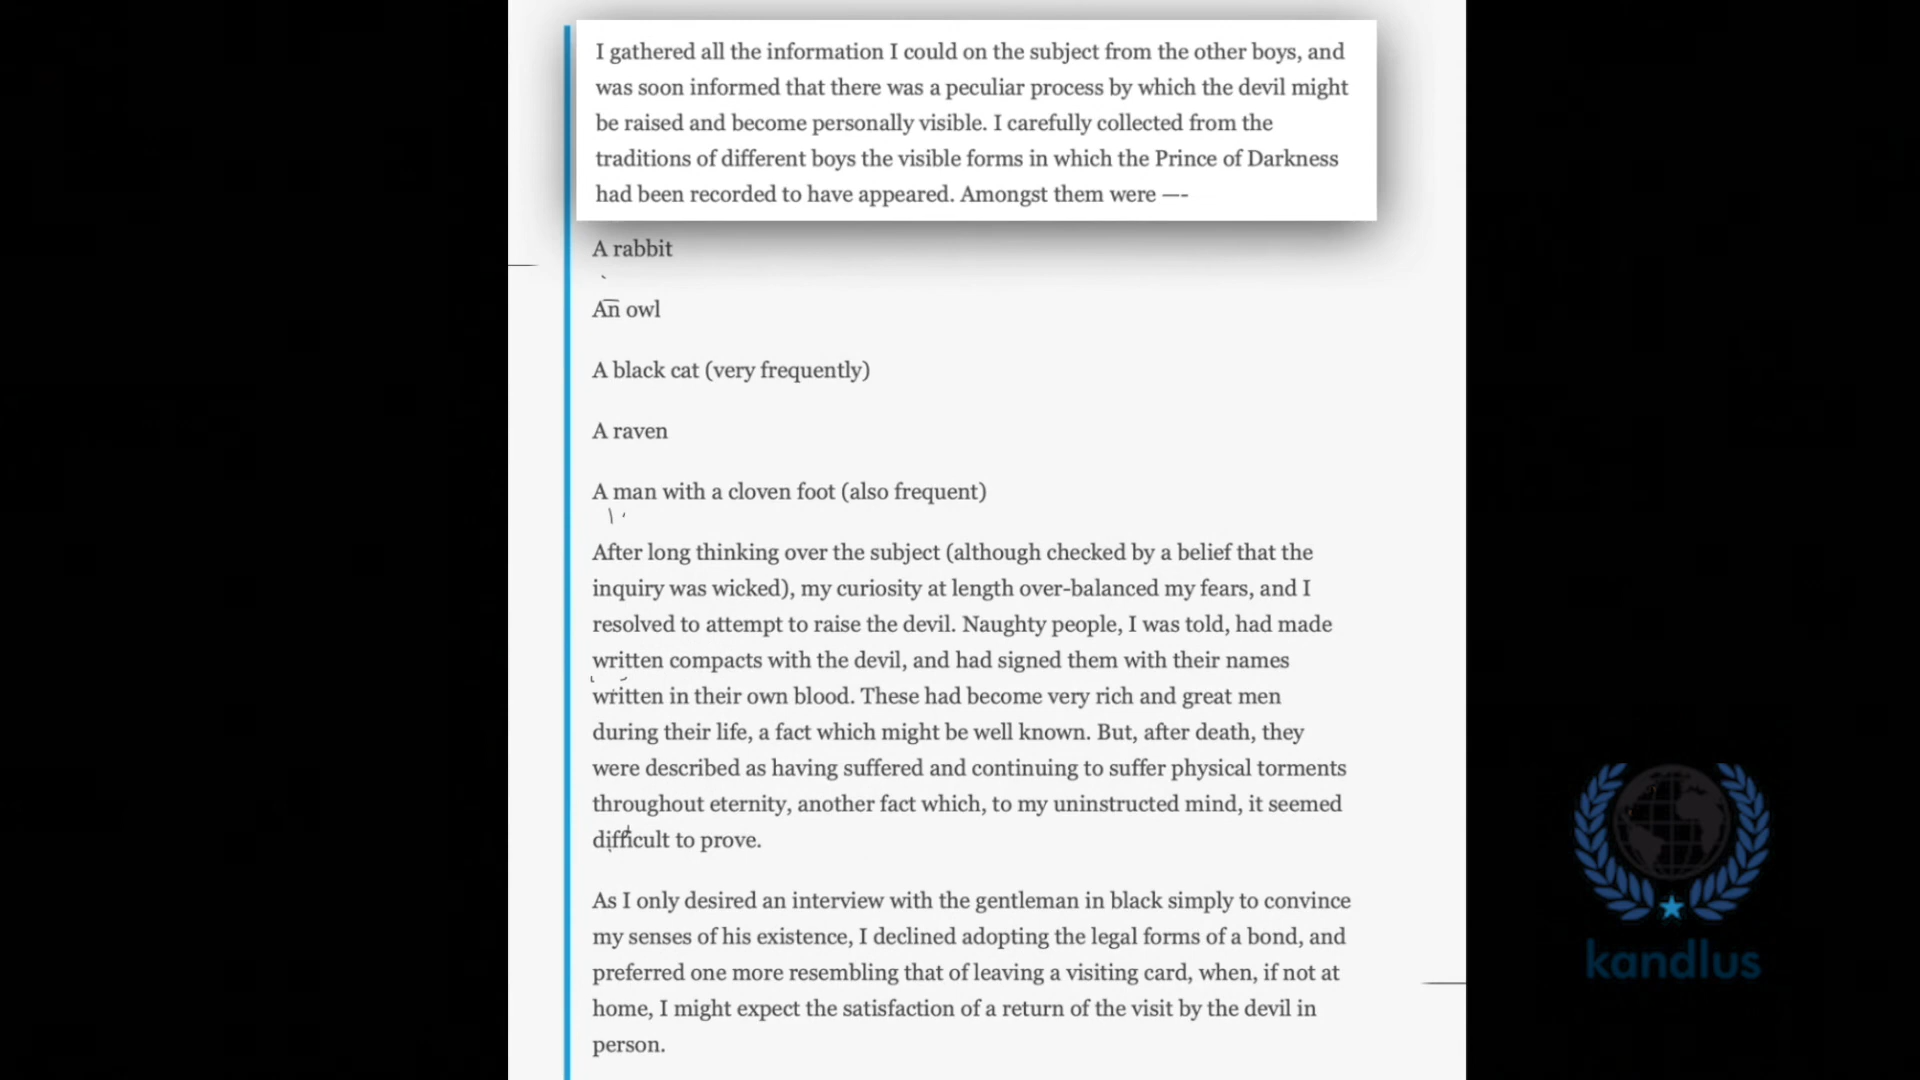 I gathered all the information I could on the subject from the other boys, and
was soon informed that there was a peculiar process by which the devil might
be raised and become personally visible. I carefully collected from the
traditions of different boys the visible forms in which the Prince of Darkness
had been recorded to have appeared. Amongst them were —-
A rabbit
An owl
A black cat (very frequently)
A raven
A man with a cloven foot (also frequent)
After long thinking over the subject (although checked by a belief that the
inquiry was wicked), my curiosity at length over-balanced my fears, and I
resolved to attempt to raise the devil. Naughty people, I was told, had made
written compacts with the devil, and had signed them with their names
written in their own blood. These had become very rich and great men
during their life, a fact which might be well known. But, after death, they
were described as having suffered and continuing to suffer physical torments
throughout eternity, another fact which, to my uninstructed mind, it seemed
difficult to prove.
As I only desired an interview with the gentleman in black simply to convince
my senses of his existence, I declined adopting the legal forms of a bond, and
preferred one more resembling that of leaving a visiting card, when, if not at
home, I might expect the satisfaction of a return of the visit by the devil in
person.
kandlus